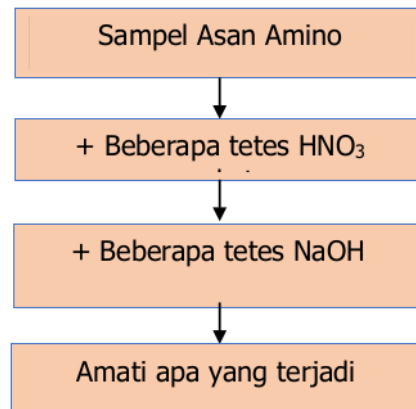 Sampel Asan Amino
+ Beberapa tetes HNO₃
+ Beberapa tetes NaOH
Amati apa yang terjadi